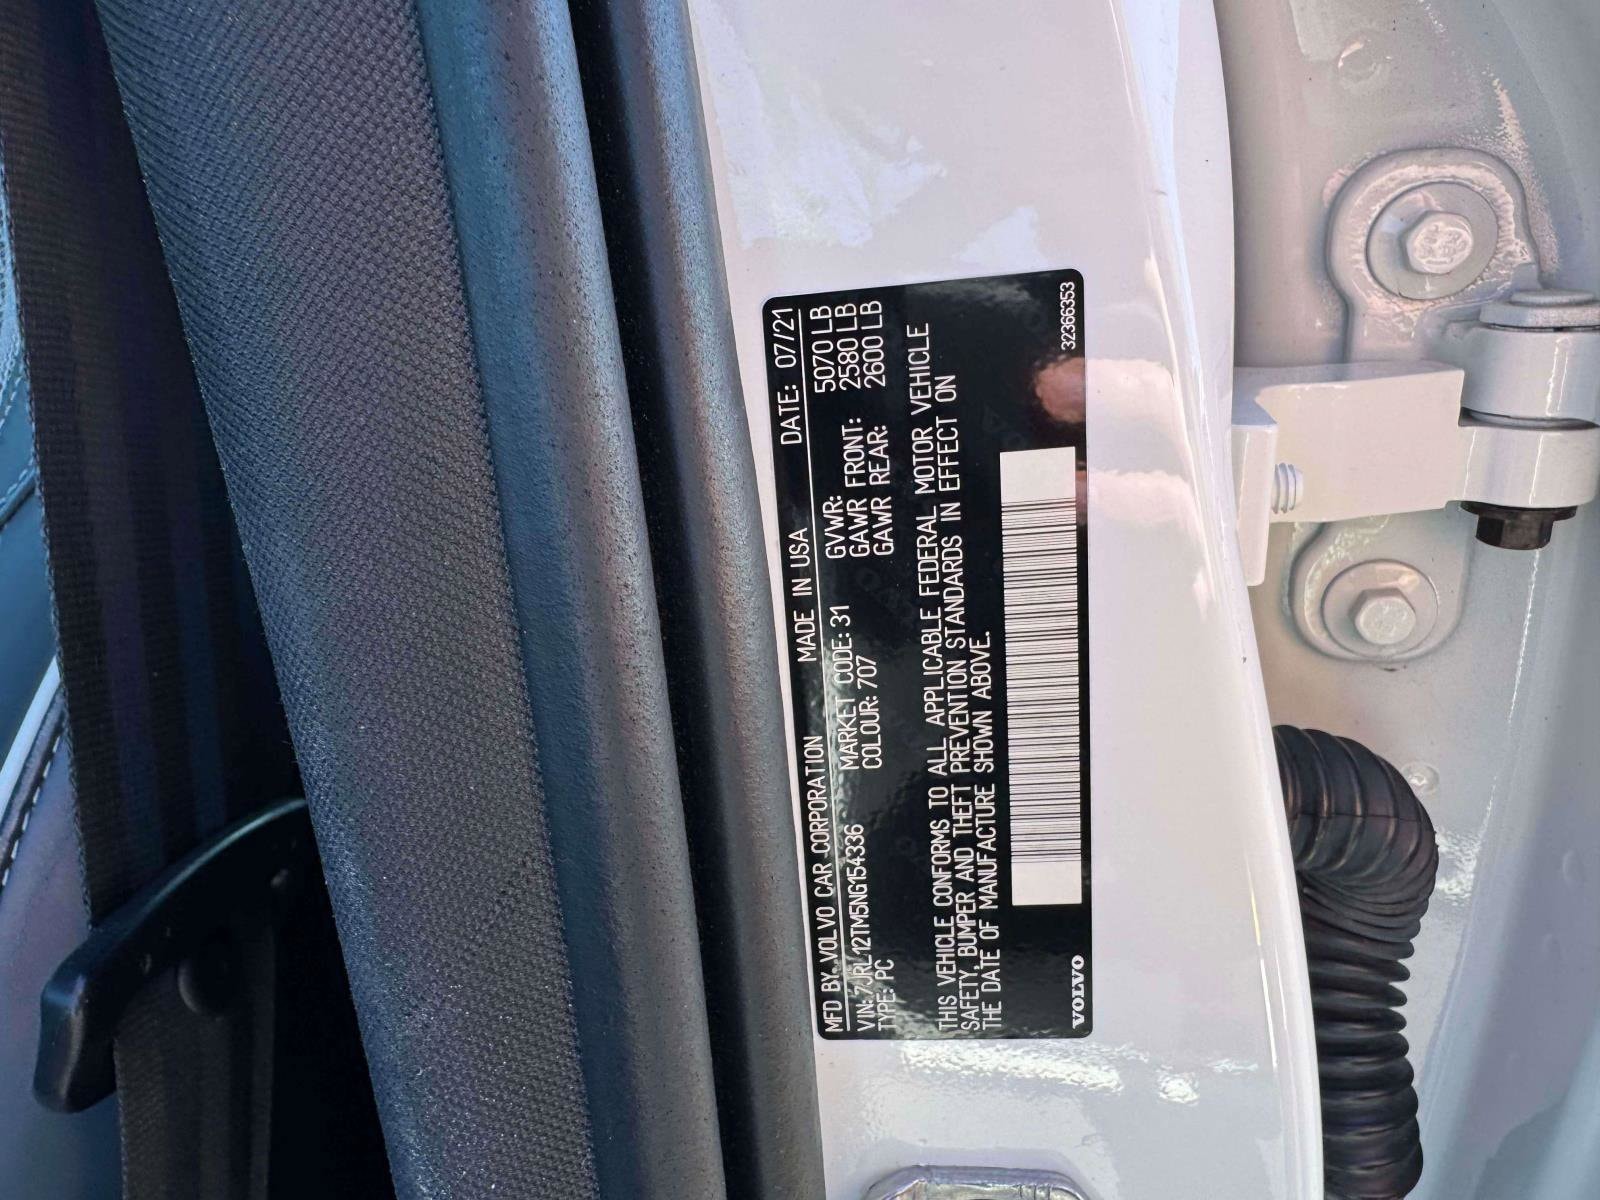 MFD BY VOLVO CAR CORPORATION MADE IN USA DATE: 07/21
VIN: 7JRL12TM5NG154336 MARKET CODE: 31 GVWR: 5070 LB
TYPE: PC COLOUR: 707 GAWR FRONT: 2580 LB
GAWR REAR: 2600 LB
THIS VEHICLE CONFORMS TO ALL APPLICABLE FEDERAL MOTOR VEHICLE
SAFETY, BUMPER AND THEFT PREVENTION STANDARDS IN EFFECT ON
THE DATE OF MANUFACTURE SHOWN ABOVE.
VOLVO 32366353